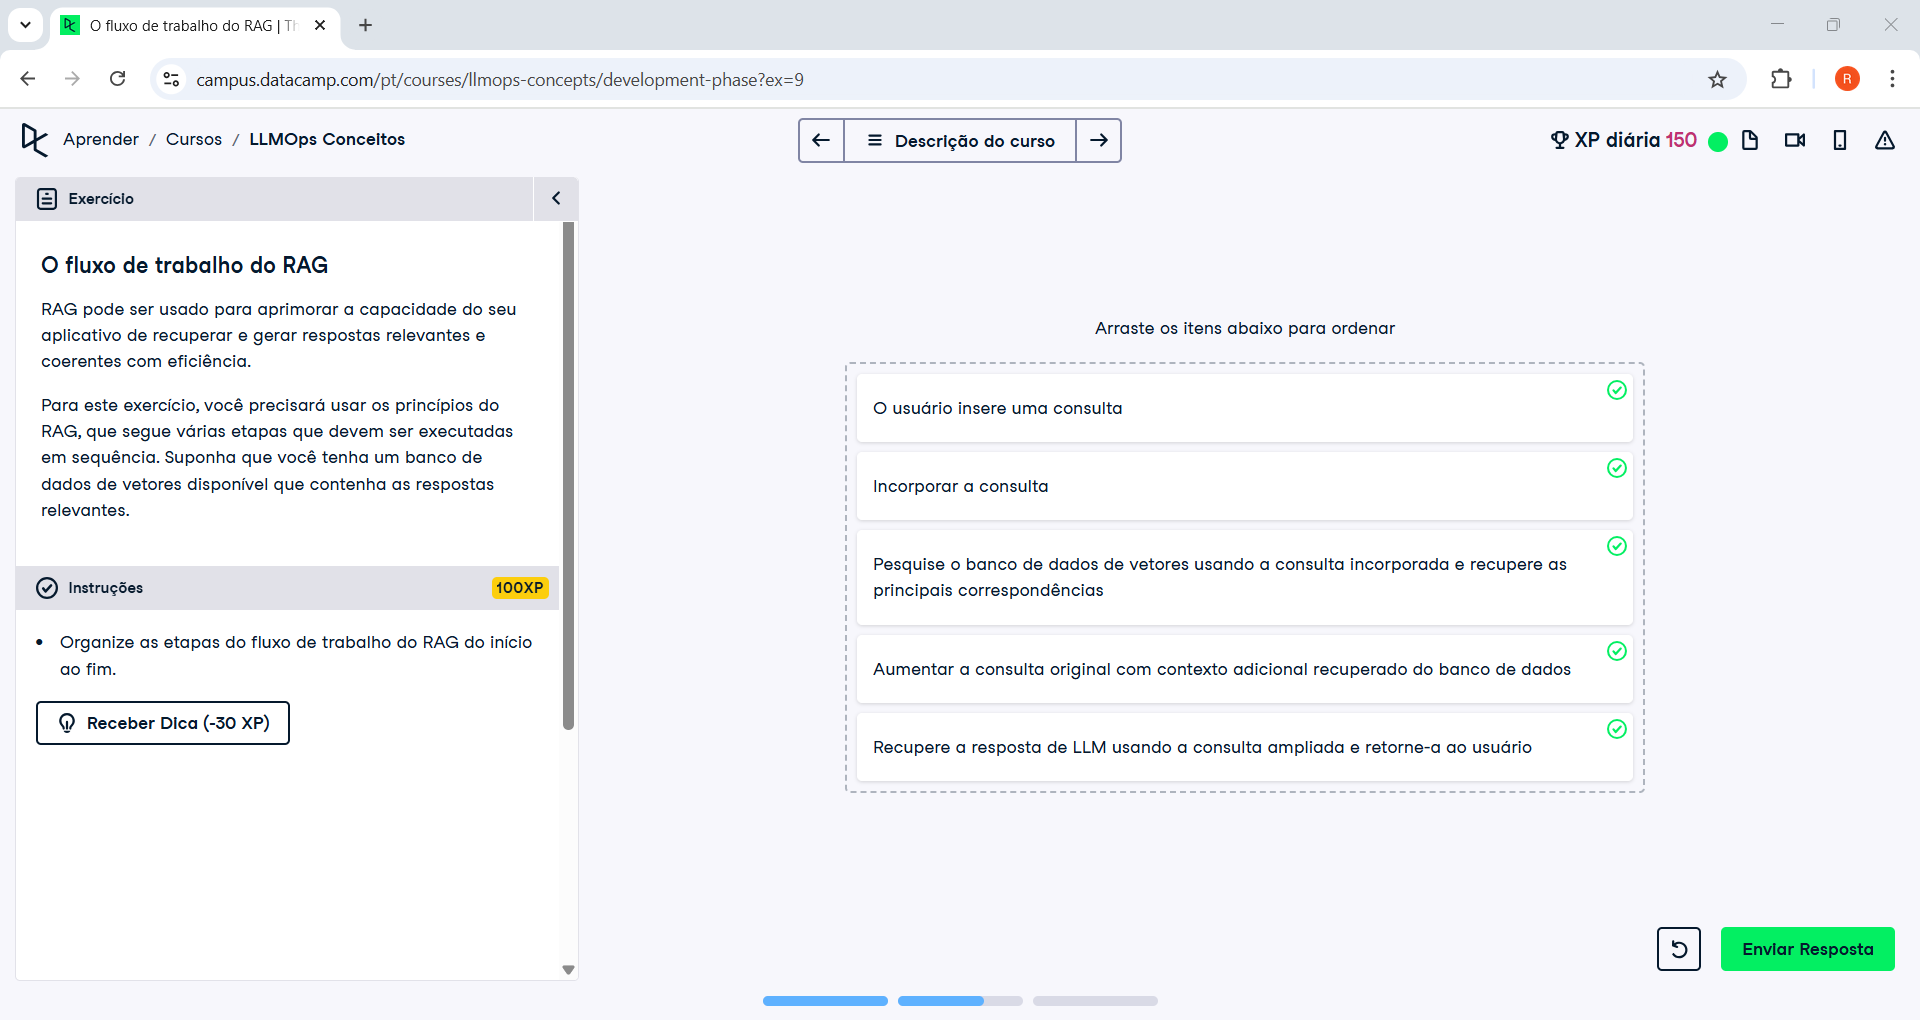 O fluxo de trabalho do RAG | Th
campus.datacamp.com/pt/courses/llmops-concepts/development-phase?ex=9
R
Aprender / Cursos / LLMOps Conceitos
Descrição do curso
XP diária 150
Exercício
O fluxo de trabalho do RAG
RAG pode ser usado para aprimorar a capacidade do seu
aplicativo de recuperar e gerar respostas relevantes e
coerentes com eficiência.
Para este exercício, você precisará usar os princípios do
RAG, que segue várias etapas que devem ser executadas
em sequência. Suponha que você tenha um banco de
dados de vetores disponível que contenha as respostas
relevantes.
Instruções
100XP
• Organize as etapas do fluxo de trabalho do RAG do início
ao fim.
Receber Dica (-30 XP)
Arraste os itens abaixo para ordenar
O usuário insere uma consulta
Incorporar a consulta
Pesquise o banco de dados de vetores usando a consulta incorporada e recupere as
principais correspondências
Aumentar a consulta original com contexto adicional recuperado do banco de dados
Recupere a resposta de LLM usando a consulta ampliada e retorne-a ao usuário
Enviar Resposta